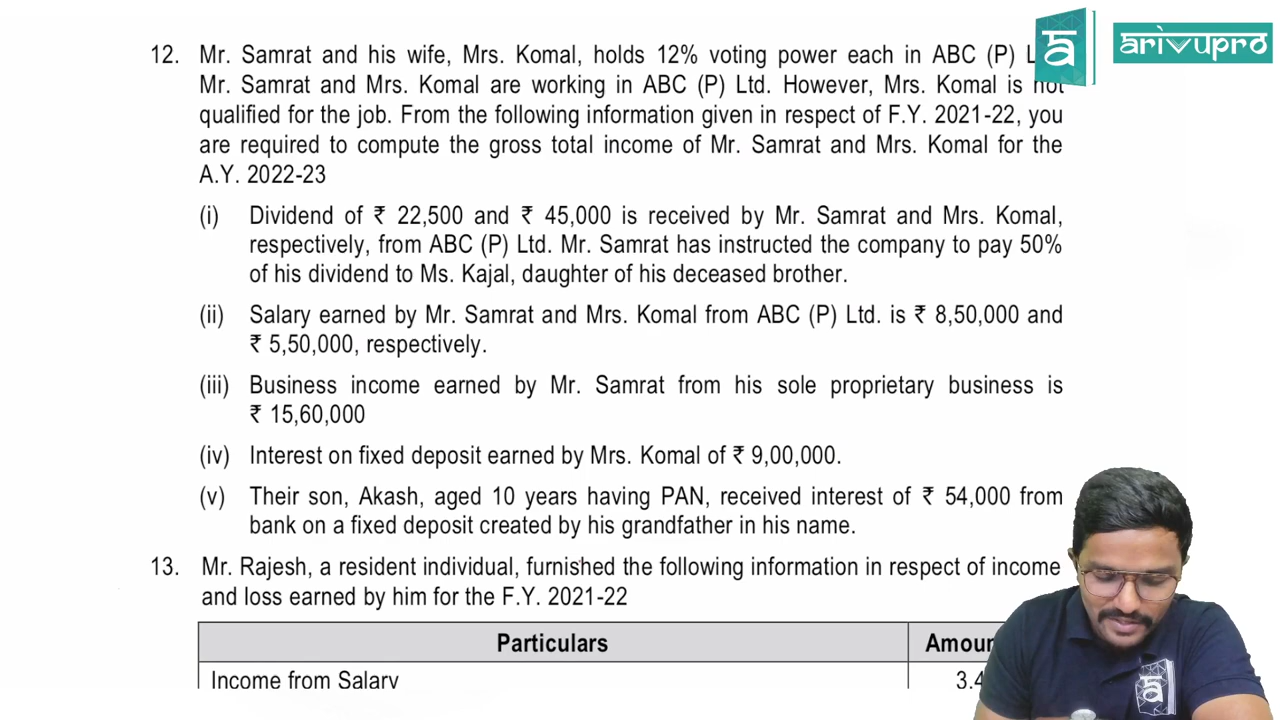 arivupro
12. Mr. Samrat and his wife, Mrs. Komal, holds 12% voting power each in ABC (P)
Mr. Samrat and Mrs. Komal are working in ABC (P) Ltd. However, Mrs. Komal is not
qualified for the job. From the following information given in respect of F.Y. 2021-22, you
are required to compute the gross total income of Mr. Samrat and Mrs. Komal for the
A.Y. 2022-23
(i) Dividend of ₹ 22,500 and ₹ 45,000 is received by Mr. Samrat and Mrs. Komal,
respectively, from ABC (P) Ltd. Mr. Samrat has instructed the company to pay 50%
of his dividend to Ms. Kajal, daughter of his deceased brother.
(ii) Salary earned by Mr. Samrat and Mrs. Komal from ABC (P) Ltd. is ₹ 8,50,000 and
₹ 5,50,000, respectively.
(iii) Business income earned by Mr. Samrat from his sole proprietary business is
₹ 15,60,000
(iv) Interest on fixed deposit earned by Mrs. Komal of ₹ 9,00,000.
(v) Their son, Akash, aged 10 years having PAN, received interest of ₹ 54,000 from
bank on a fixed deposit created by his grandfather in his name.
13. Mr. Rajesh, a resident individual, furnished the following information in respect of income
and loss earned by him for the F.Y. 2021-22
Particulars
Income from Salary